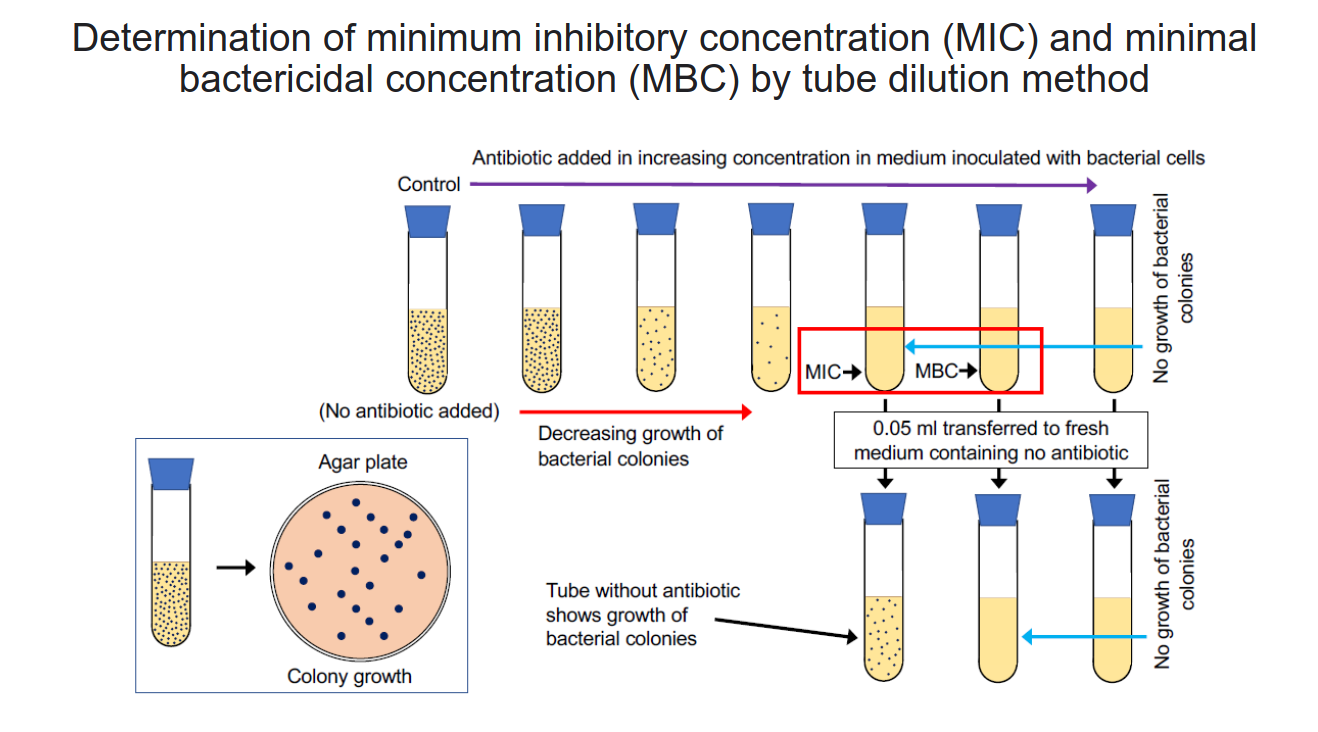 Determination of minimum inhibitory concentration (MIC) and minimal
bactericidal concentration (MBC) by tube dilution method
Antibiotic added in increasing concentration in medium inoculated with bacterial cells
Control
No growth of bacterial
colonies
MIC
MBC
(No antibiotic added)
Decreasing growth of
bacterial colonies
0.05 ml transferred to fresh
medium containing no antibiotic
Agar plate
Colony growth
Tube without antibiotic
shows growth of
bacterial colonies
No growth of bacterial
colonies